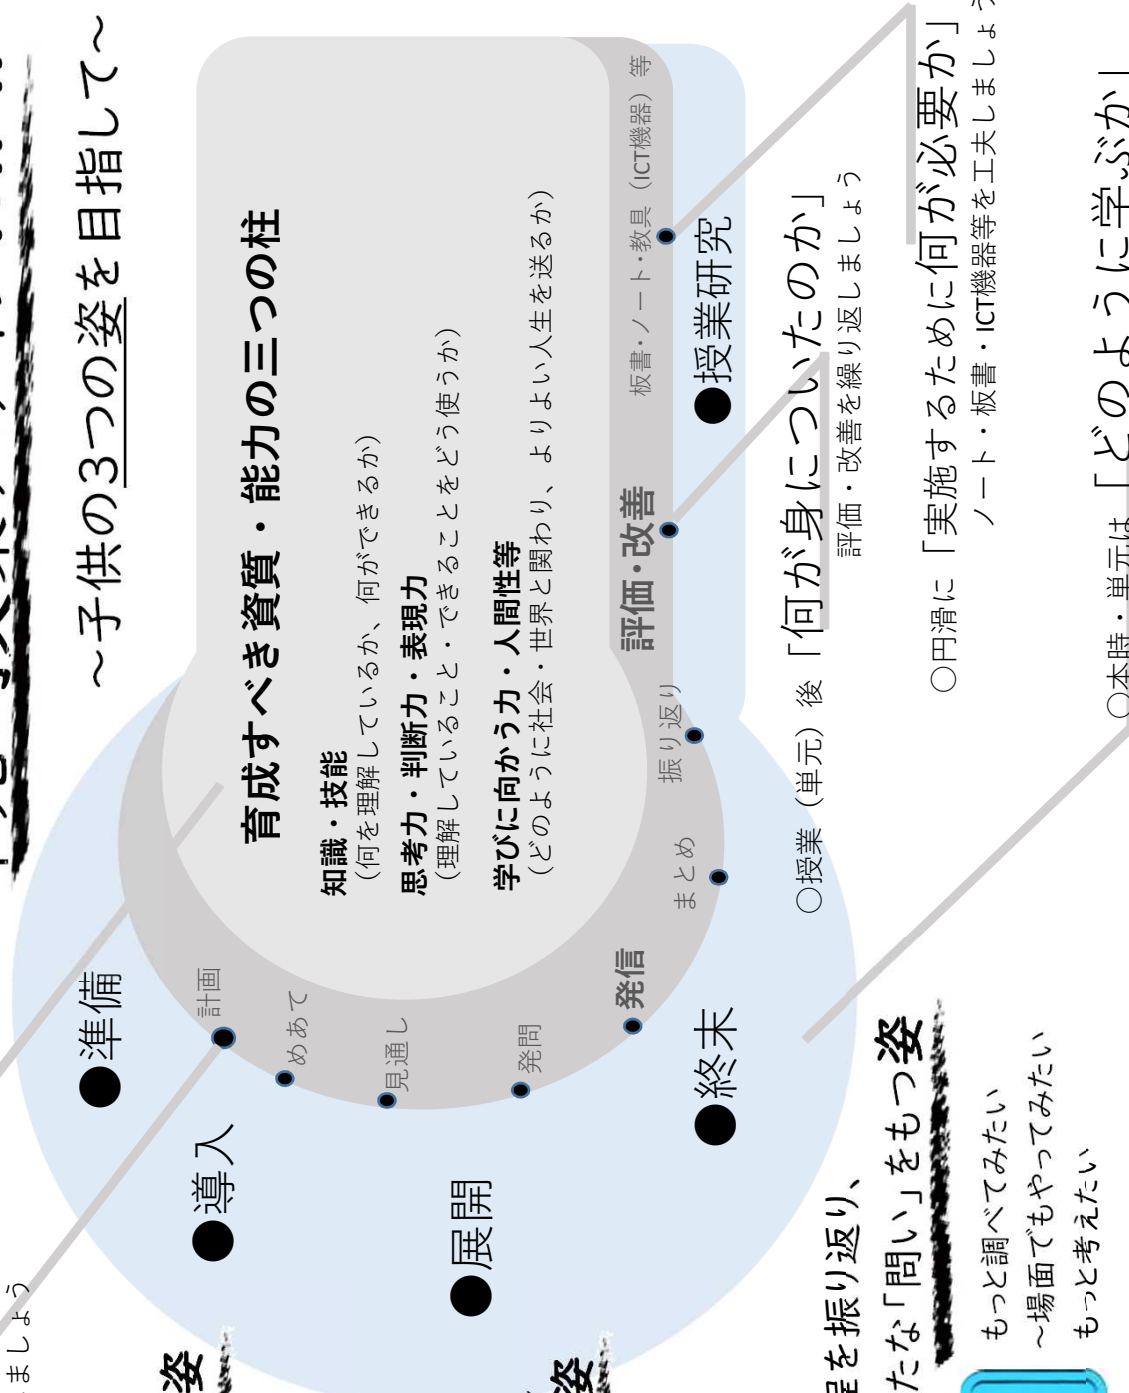 ~子供の3つの姿を目指して~
育成すべき資質・能力の三つの柱
知識・技能
(何を理解しているか、何ができるか)
思考力・判断力・表現力
(理解していること・できることをどう使うか)
学びに向かう力・人間性等
(どのように社会・世界と関わり、よりよい人生を送るか)
●準備
●導入
●展開
●終末
●授業研究
計画
めあて
見通し
発問
発信
まとめ
振り返り
評価・改善
板書・ノート・教具（ICT機器）等
○授業（単元）後「何が身についたのか」
評価・改善を繰り返しましょう
○円滑に「実施するために何が必要か」
ノート・板書・ICT機器等を工夫しましょう
○本時・単元は「どのように学ぶか」
ましょう
姿
姿
を振り返り、
たな「問い」をもつ姿
もっと調べてみたい
~場面でもやってみたい
もっと考えたい